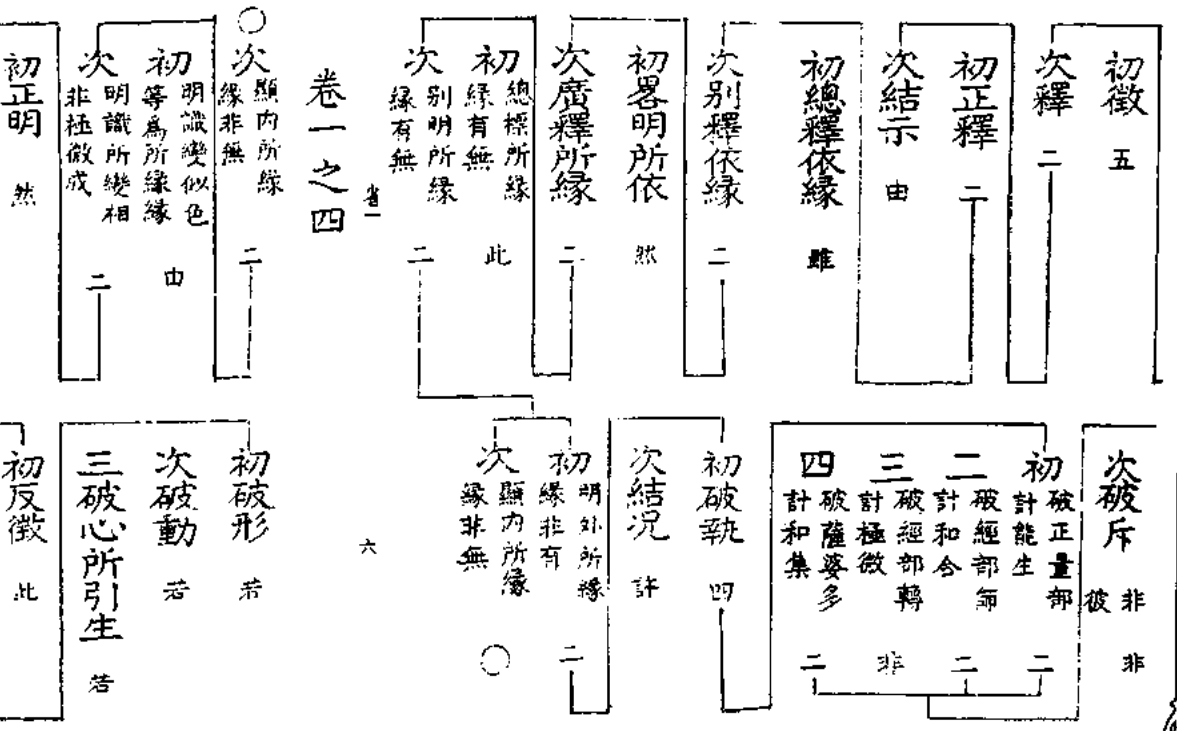 初徵 五
次釋 二
初正釋 二
次結示 由
初總釋依緣 雖
次別釋依緣 二
初畧明所依 然
次廣釋所緣 二
初總標所緣有無 此
次別明所緣有無 二
卷一之四
○次顯內所緣緣非無 二
初明識變似色等為所緣緣 由
次明識所變相非極微成 二
初正明 然
次破斥 非 彼 非
初破正量部計能生 二
二破經部師計和合 二
三破經部轉計極微 非
四破薩婆多計和集 二
初破執 四
次結況 許
初明外所緣緣非有 二
次顯內所緣緣非無 ○
六
初破形 若
次破動 若
三破心所引生 若
初反徵 此